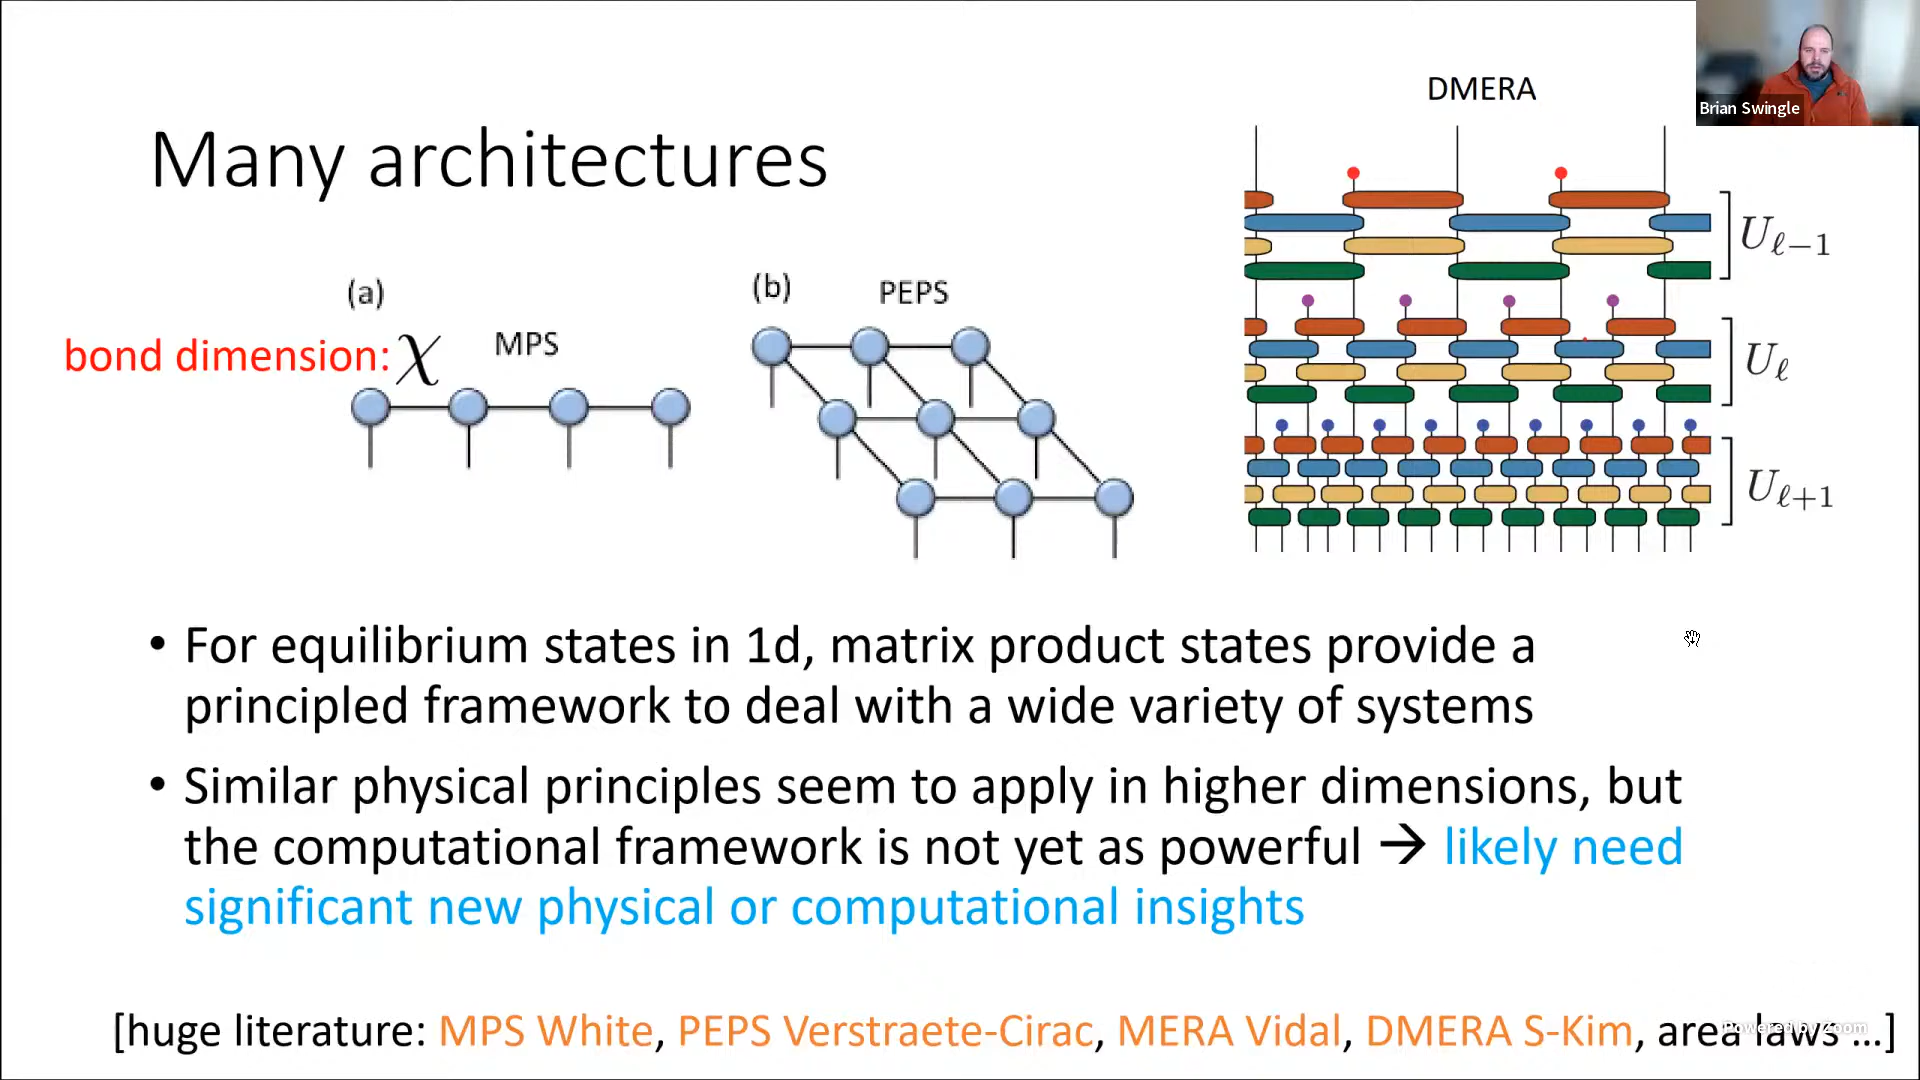 Brian Swingle
DMERA
Many architectures
U_{ℓ−1}
(a)
(b)
PEPS
bond dimension: χ
MPS
U_ℓ
U_{ℓ+1}
• For equilibrium states in 1d, matrix product states provide a
principled framework to deal with a wide variety of systems
• Similar physical principles seem to apply in higher dimensions, but
the computational framework is not yet as powerful → likely need
significant new physical or computational insights
[huge literature: MPS White, PEPS Verstraete-Cirac, MERA Vidal, DMERA S-Kim, area laws ...]
Powered by Zoom